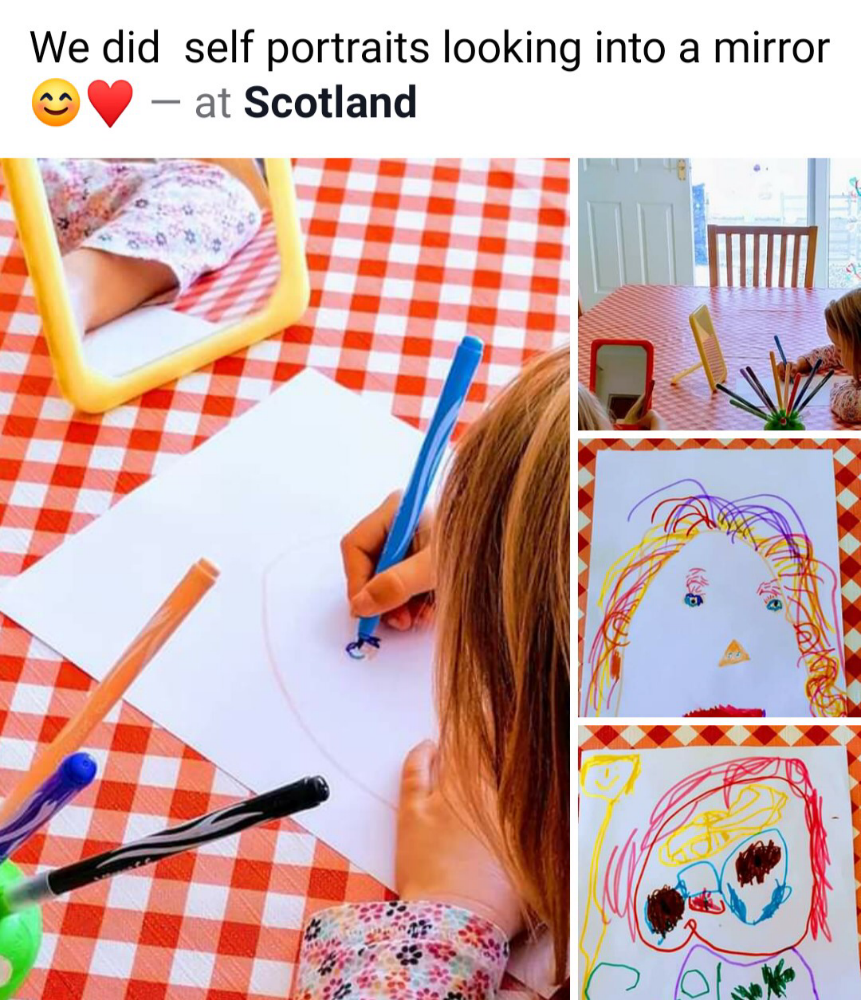 We did self portraits looking into a mirror
😊♥️ — at Scotland